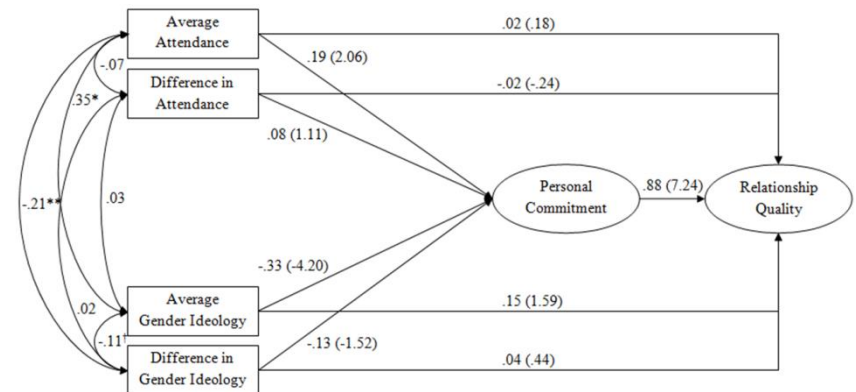 Average
Attendance
.02 (.18)
-.07
.19 (2.06)
Difference in
Attendance
.35*
-.02 (-.24)
.08 (1.11)
Personal
Commitment
.88 (7.24)
Relationship
Quality
-.21**
.03
-.33 (-4.20)
Average
Gender Ideology
.02
.15 (1.59)
-.11†
-.13 (-1.52)
Difference in
Gender Ideology
.04 (.44)